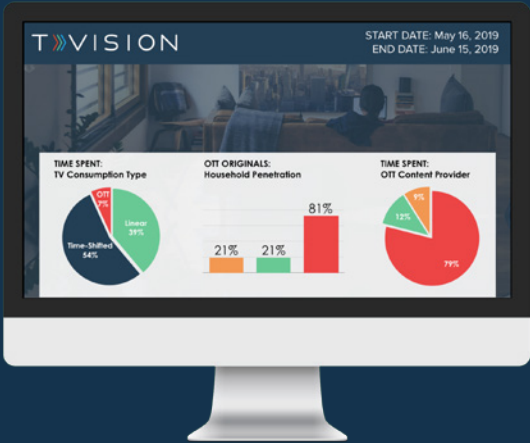 TVISION
START DATE: May 16, 2019
END DATE: June 15, 2019
TIME SPENT:
TV Consumption Type
OTT
7%
Linear
39%
Time-Shifted
54%
OTT ORIGINALS:
Household Penetration
21%
21%
81%
TIME SPENT:
OTT Content Provider
9%
12%
79%